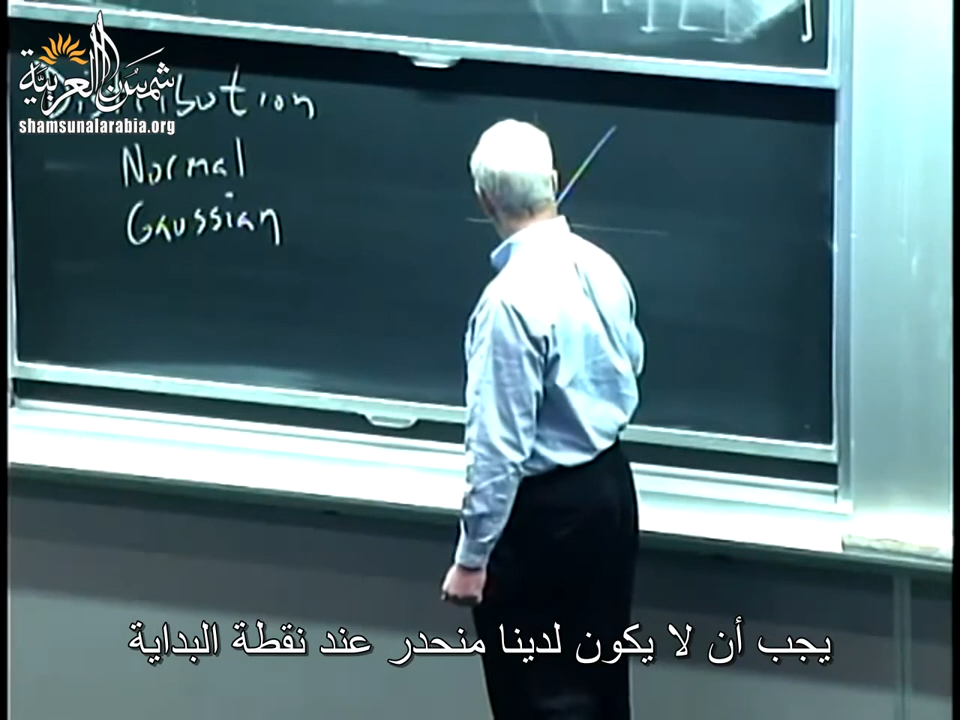 شمس العربية
shamsunalarabia.org
Normal
Gaussian
يجب أن لا يكون لدينا منحدر عند نقطة البداية